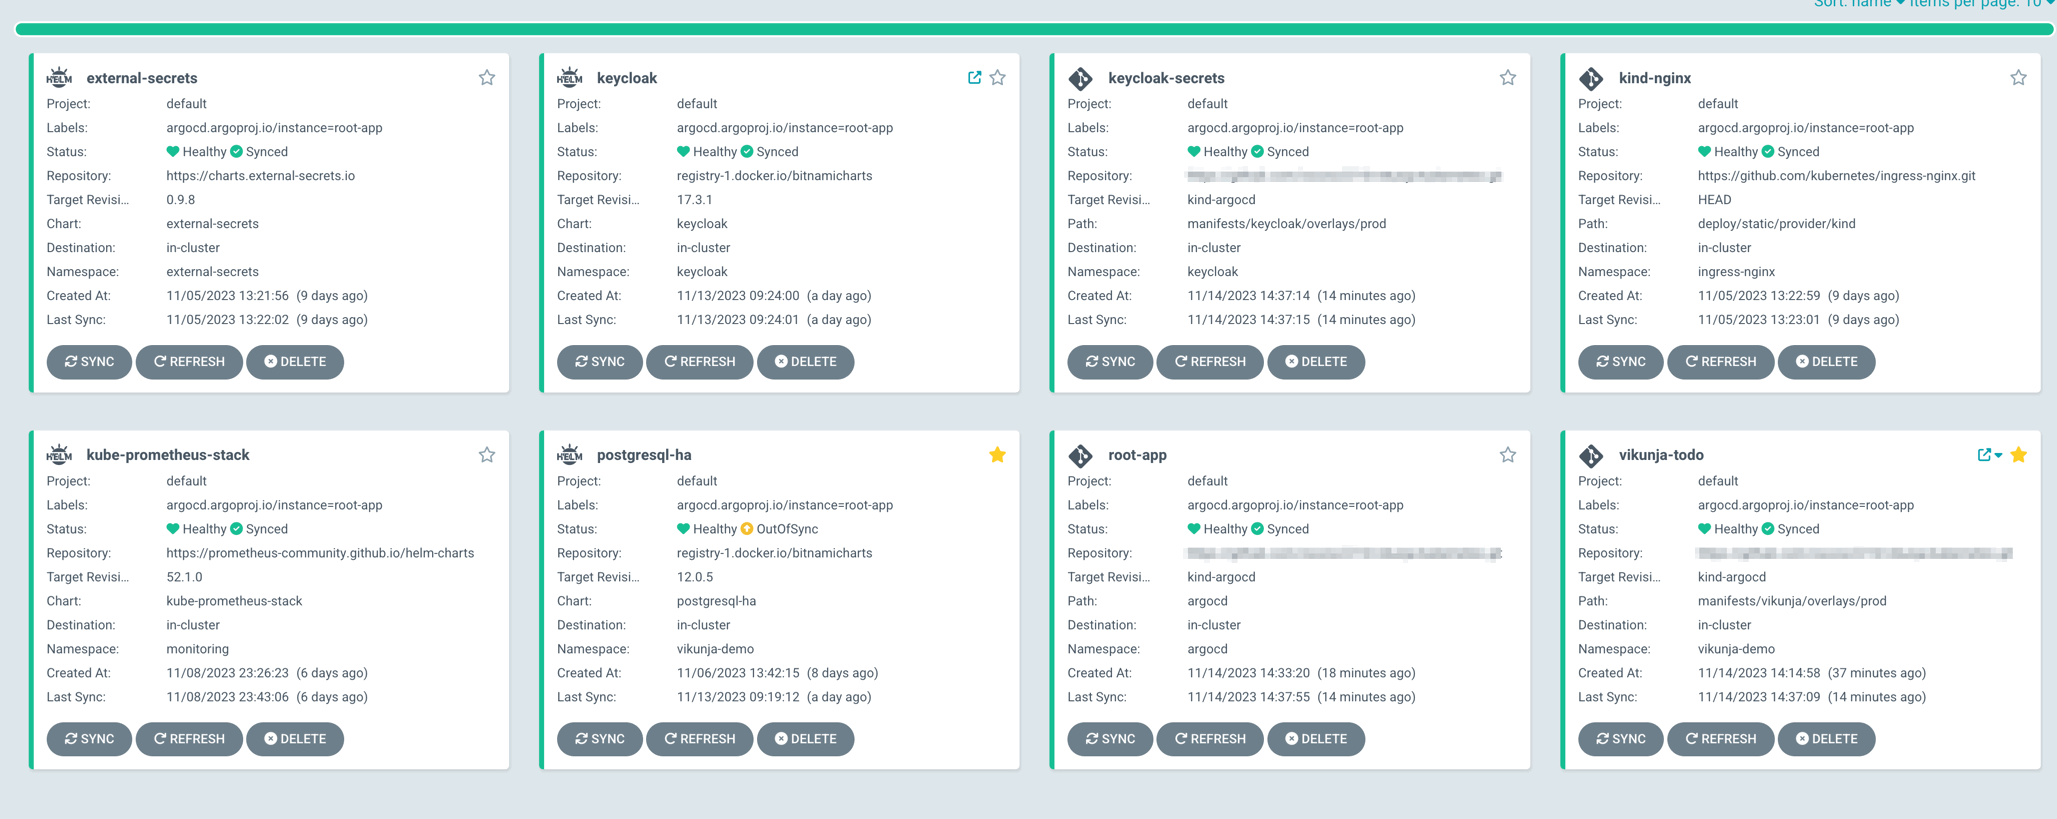 Sort: name Items per page: 10
HELM external-secrets
Project: default
Labels: argocd.argoproj.io/instance=root-app
Status: Healthy Synced
Repository: https://charts.external-secrets.io
Target Revisi... 0.9.8
Chart: external-secrets
Destination: in-cluster
Namespace: external-secrets
Created At: 11/05/2023 13:21:56 (9 days ago)
Last Sync: 11/05/2023 13:22:02 (9 days ago)
SYNC REFRESH DELETE
HELM keycloak
Project: default
Labels: argocd.argoproj.io/instance=root-app
Status: Healthy Synced
Repository: registry-1.docker.io/bitnamicharts
Target Revisi... 17.3.1
Chart: keycloak
Destination: in-cluster
Namespace: keycloak
Created At: 11/13/2023 09:24:00 (a day ago)
Last Sync: 11/13/2023 09:24:01 (a day ago)
SYNC REFRESH DELETE
keycloak-secrets
Project: default
Labels: argocd.argoproj.io/instance=root-app
Status: Healthy Synced
Repository:
Target Revisi... kind-argocd
Path: manifests/keycloak/overlays/prod
Destination: in-cluster
Namespace: keycloak
Created At: 11/14/2023 14:37:14 (14 minutes ago)
Last Sync: 11/14/2023 14:37:15 (14 minutes ago)
SYNC REFRESH DELETE
kind-nginx
Project: default
Labels: argocd.argoproj.io/instance=root-app
Status: Healthy Synced
Repository: https://github.com/kubernetes/ingress-nginx.git
Target Revisi... HEAD
Path: deploy/static/provider/kind
Destination: in-cluster
Namespace: ingress-nginx
Created At: 11/05/2023 13:22:59 (9 days ago)
Last Sync: 11/05/2023 13:23:01 (9 days ago)
SYNC REFRESH DELETE
HELM kube-prometheus-stack
Project: default
Labels: argocd.argoproj.io/instance=root-app
Status: Healthy Synced
Repository: https://prometheus-community.github.io/helm-charts
Target Revisi... 52.1.0
Chart: kube-prometheus-stack
Destination: in-cluster
Namespace: monitoring
Created At: 11/08/2023 23:26:23 (6 days ago)
Last Sync: 11/08/2023 23:43:06 (6 days ago)
SYNC REFRESH DELETE
HELM postgresql-ha
Project: default
Labels: argocd.argoproj.io/instance=root-app
Status: Healthy OutOfSync
Repository: registry-1.docker.io/bitnamicharts
Target Revisi... 12.0.5
Chart: postgresql-ha
Destination: in-cluster
Namespace: vikunja-demo
Created At: 11/06/2023 13:42:15 (8 days ago)
Last Sync: 11/13/2023 09:19:12 (a day ago)
SYNC REFRESH DELETE
root-app
Project: default
Labels: argocd.argoproj.io/instance=root-app
Status: Healthy Synced
Repository:
Target Revisi... kind-argocd
Path: argocd
Destination: in-cluster
Namespace: argocd
Created At: 11/14/2023 14:33:20 (18 minutes ago)
Last Sync: 11/14/2023 14:37:55 (14 minutes ago)
SYNC REFRESH DELETE
vikunja-todo
Project: default
Labels: argocd.argoproj.io/instance=root-app
Status: Healthy Synced
Repository:
Target Revisi... kind-argocd
Path: manifests/vikunja/overlays/prod
Destination: in-cluster
Namespace: vikunja-demo
Created At: 11/14/2023 14:14:58 (37 minutes ago)
Last Sync: 11/14/2023 14:37:09 (14 minutes ago)
SYNC REFRESH DELETE